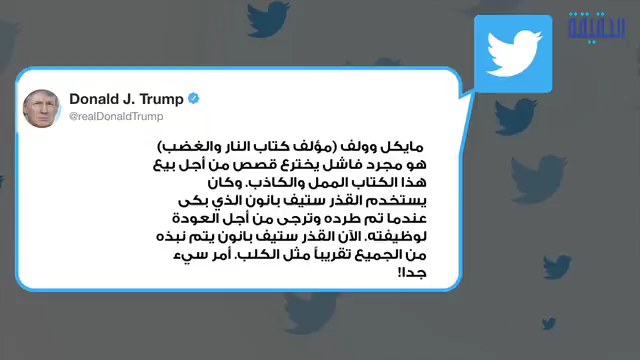 الحقيقة
Donald J. Trump
@realDonaldTrump
مايكل وولف (مؤلف كتاب النار والغضب)
هو مجرد فاشل يخترع قصص من أجل بيع
هذا الكتاب الممل والكاذب. وكان
يستخدم القذر ستيف بانون الذي بكى
عندما تم طرده وترجى من أجل العودة
لوظيفته. الآن القذر ستيف بانون يتم نبذه
من الجميع تقريباً مثل الكلب. أمر سيء
جدا!